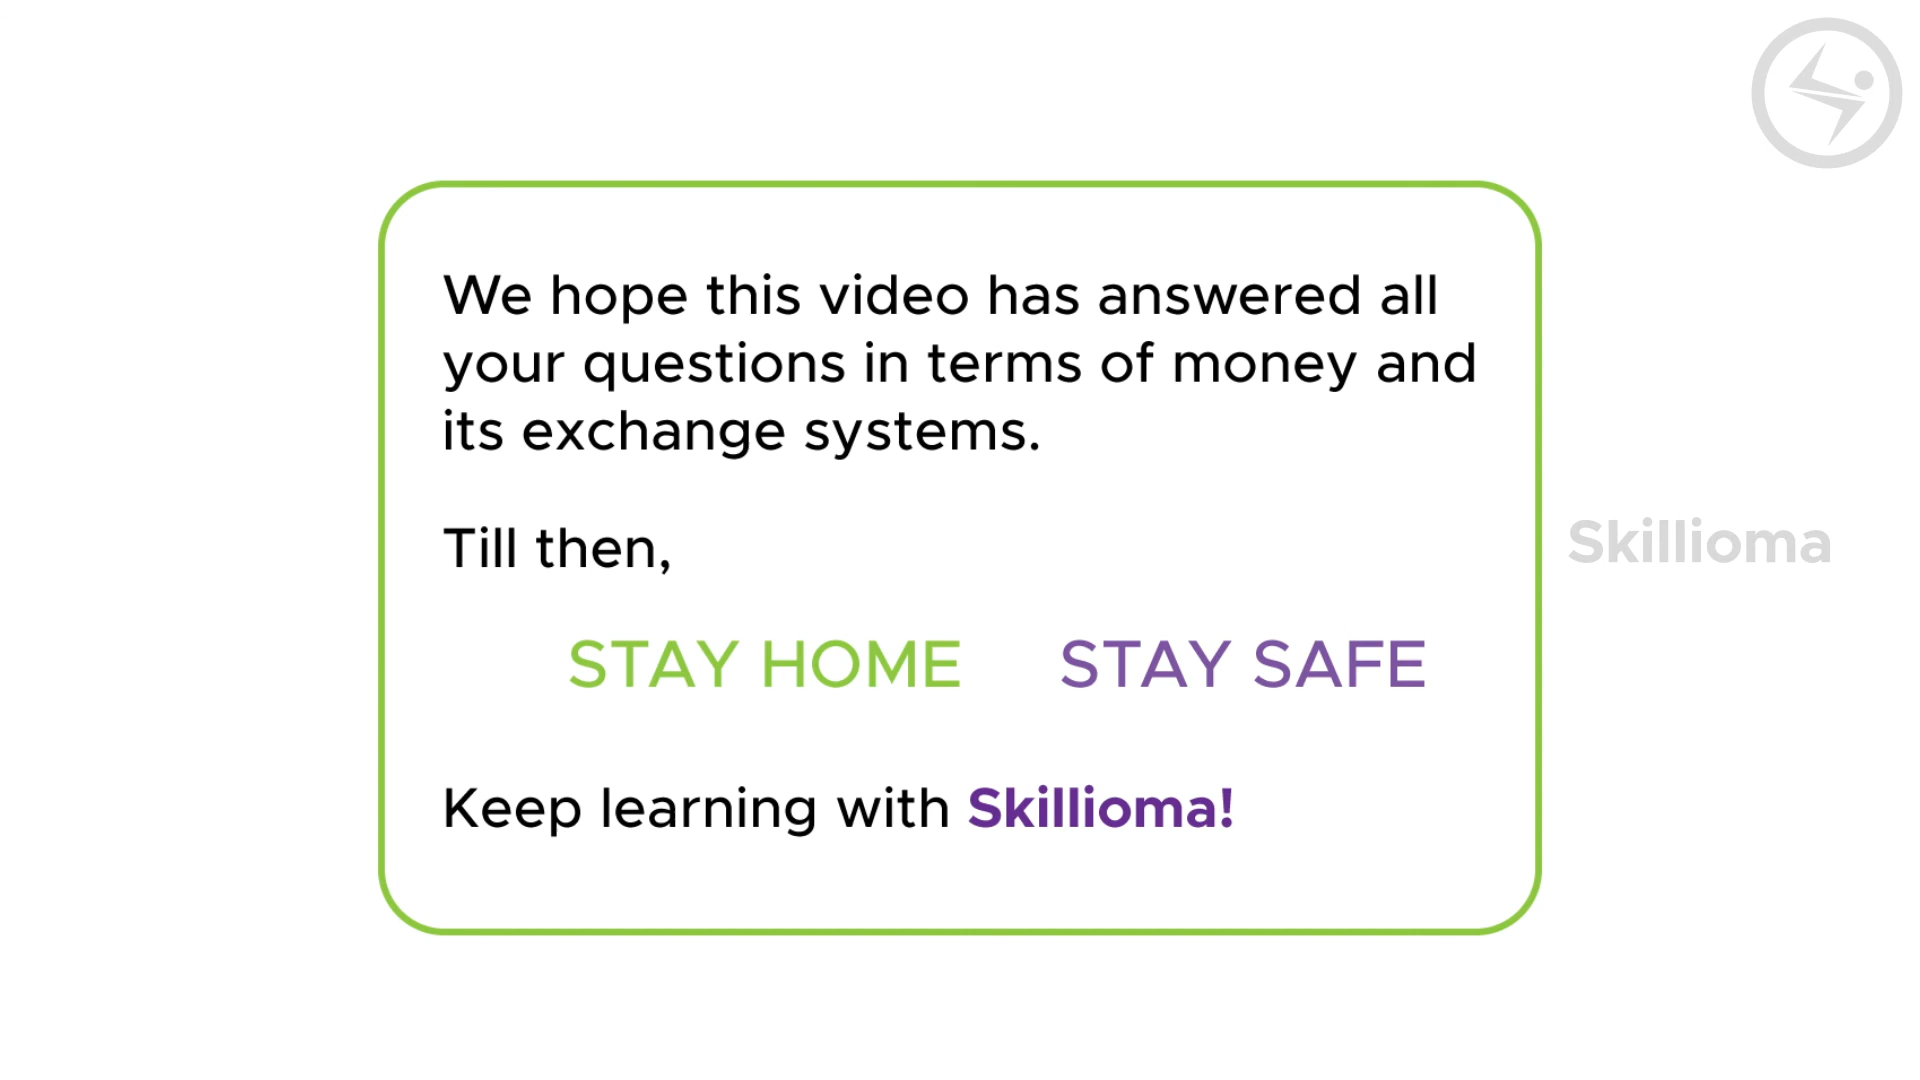 We hope this video has answered all
your questions in terms of money and
its exchange systems.
Till then,
STAY HOME STAY SAFE
Keep learning with Skillioma!
Skillioma